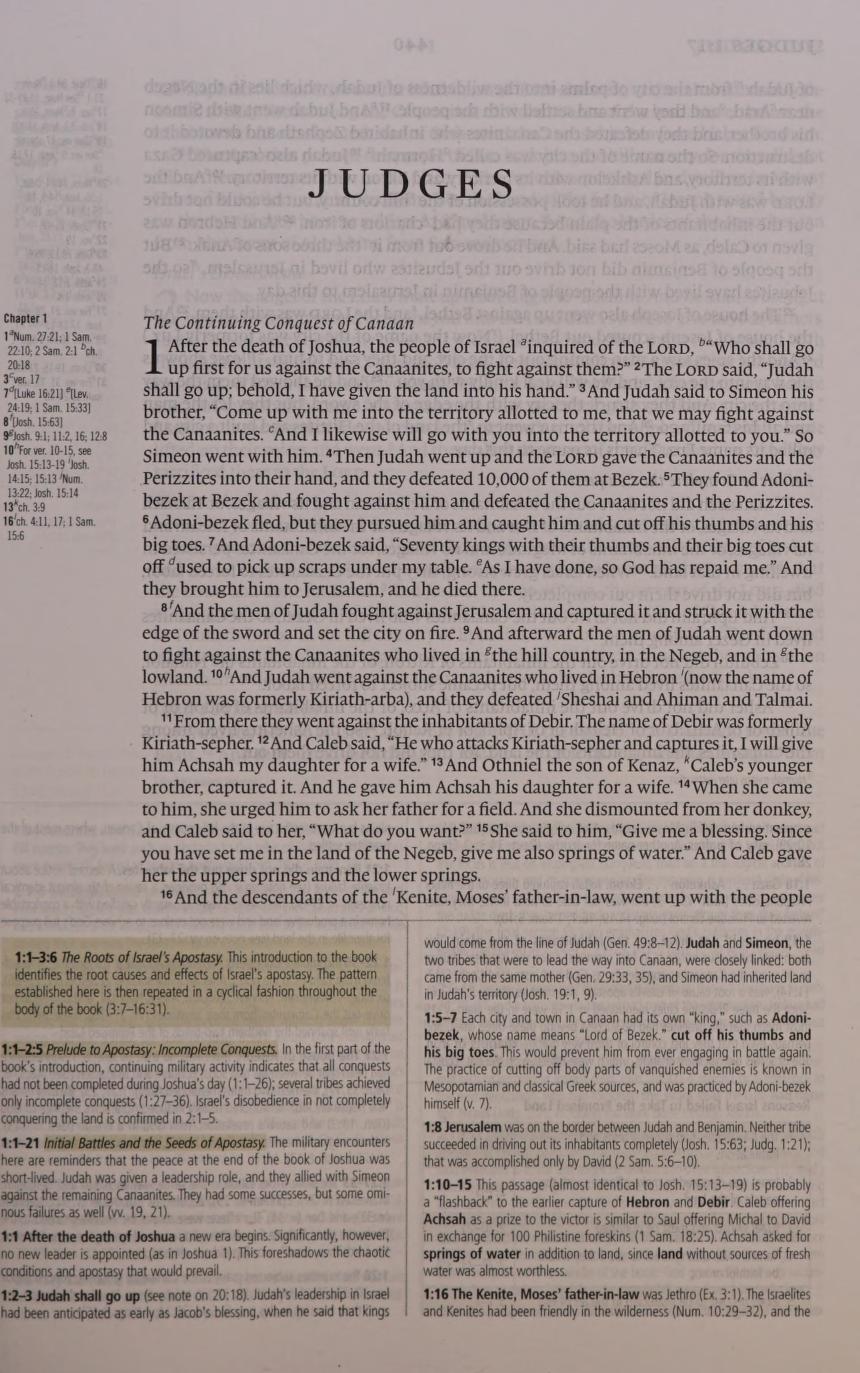 JUDGES
Chapter 1
1 a Num. 27:21; 1 Sam.
22:10; 2 Sam. 2:1 b ch.
20:18
3 c ver. 17
7 d [Luke 16:21] e [Lev.
24:19; 1 Sam. 15:33]
8 f [Josh. 15:63]
9 g Josh. 9:1; 11:2, 16; 12:8
10 h For ver. 10-15, see
Josh. 15:13-19 i Josh.
14:15; 15:13 j Num.
13:22; Josh. 15:14
13 k ch. 3:9
16 l ch. 4:11, 17; 1 Sam.
15:6
The Continuing Conquest of Canaan
1 After the death of Joshua, the people of Israel a inquired of the LORD, b “Who shall go
up first for us against the Canaanites, to fight against them?” 2 The LORD said, “Judah
shall go up; behold, I have given the land into his hand.” 3 And Judah said to Simeon his
brother, “Come up with me into the territory allotted to me, that we may fight against
the Canaanites. c And I likewise will go with you into the territory allotted to you.” So
Simeon went with him. 4 Then Judah went up and the LORD gave the Canaanites and the
Perizzites into their hand, and they defeated 10,000 of them at Bezek. 5 They found Adoni-
bezek at Bezek and fought against him and defeated the Canaanites and the Perizzites.
6 Adoni-bezek fled, but they pursued him and caught him and cut off his thumbs and his
big toes. 7 And Adoni-bezek said, “Seventy kings with their thumbs and their big toes cut
off d used to pick up scraps under my table. e As I have done, so God has repaid me.” And
they brought him to Jerusalem, and he died there.
8 f And the men of Judah fought against Jerusalem and captured it and struck it with the
edge of the sword and set the city on fire. 9 And afterward the men of Judah went down
to fight against the Canaanites who lived in g the hill country, in the Negeb, and in g the
lowland. 10 h And Judah went against the Canaanites who lived in Hebron i (now the name of
Hebron was formerly Kiriath-arba), and they defeated j Sheshai and Ahiman and Talmai.
11 From there they went against the inhabitants of Debir. The name of Debir was formerly
Kiriath-sepher. 12 And Caleb said, “He who attacks Kiriath-sepher and captures it, I will give
him Achsah my daughter for a wife.” 13 And Othniel the son of Kenaz, k Caleb’s younger
brother, captured it. And he gave him Achsah his daughter for a wife. 14 When she came
to him, she urged him to ask her father for a field. And she dismounted from her donkey,
and Caleb said to her, “What do you want?” 15 She said to him, “Give me a blessing. Since
you have set me in the land of the Negeb, give me also springs of water.” And Caleb gave
her the upper springs and the lower springs.
16 And the descendants of the l Kenite, Moses’ father-in-law, went up with the people
1:1–3:6 The Roots of Israel’s Apostasy. This introduction to the book
identifies the root causes and effects of Israel’s apostasy. The pattern
established here is then repeated in a cyclical fashion throughout the
body of the book (3:7–16:31).
1:1–2:5 Prelude to Apostasy: Incomplete Conquests. In the first part of the
book’s introduction, continuing military activity indicates that all conquests
had not been completed during Joshua’s day (1:1–26); several tribes achieved
only incomplete conquests (1:27–36). Israel’s disobedience in not completely
conquering the land is confirmed in 2:1–5.
1:1–21 Initial Battles and the Seeds of Apostasy. The military encounters
here are reminders that the peace at the end of the book of Joshua was
short-lived. Judah was given a leadership role, and they allied with Simeon
against the remaining Canaanites. They had some successes, but some omi-
nous failures as well (vv. 19, 21).
1:1 After the death of Joshua a new era begins. Significantly, however,
no new leader is appointed (as in Joshua 1). This foreshadows the chaotic
conditions and apostasy that would prevail.
1:2–3 Judah shall go up (see note on 20:18). Judah’s leadership in Israel
had been anticipated as early as Jacob’s blessing, when he said that kings
would come from the line of Judah (Gen. 49:8–12). Judah and Simeon, the
two tribes that were to lead the way into Canaan, were closely linked: both
came from the same mother (Gen. 29:33, 35), and Simeon had inherited land
in Judah’s territory (Josh. 19:1, 9).
1:5–7 Each city and town in Canaan had its own “king,” such as Adoni-
bezek, whose name means “Lord of Bezek.” cut off his thumbs and
his big toes. This would prevent him from ever engaging in battle again.
The practice of cutting off body parts of vanquished enemies is known in
Mesopotamian and classical Greek sources, and was practiced by Adoni-bezek
himself (v. 7).
1:8 Jerusalem was on the border between Judah and Benjamin. Neither tribe
succeeded in driving out its inhabitants completely (Josh. 15:63; Judg. 1:21);
that was accomplished only by David (2 Sam. 5:6–10).
1:10–15 This passage (almost identical to Josh. 15:13–19) is probably
a “flashback” to the earlier capture of Hebron and Debir. Caleb offering
Achsah as a prize to the victor is similar to Saul offering Michal to David
in exchange for 100 Philistine foreskins (1 Sam. 18:25). Achsah asked for
springs of water in addition to land, since land without sources of fresh
water was almost worthless.
1:16 The Kenite, Moses’ father-in-law was Jethro (Ex. 3:1). The Israelites
and Kenites had been friendly in the wilderness (Num. 10:29–32), and the